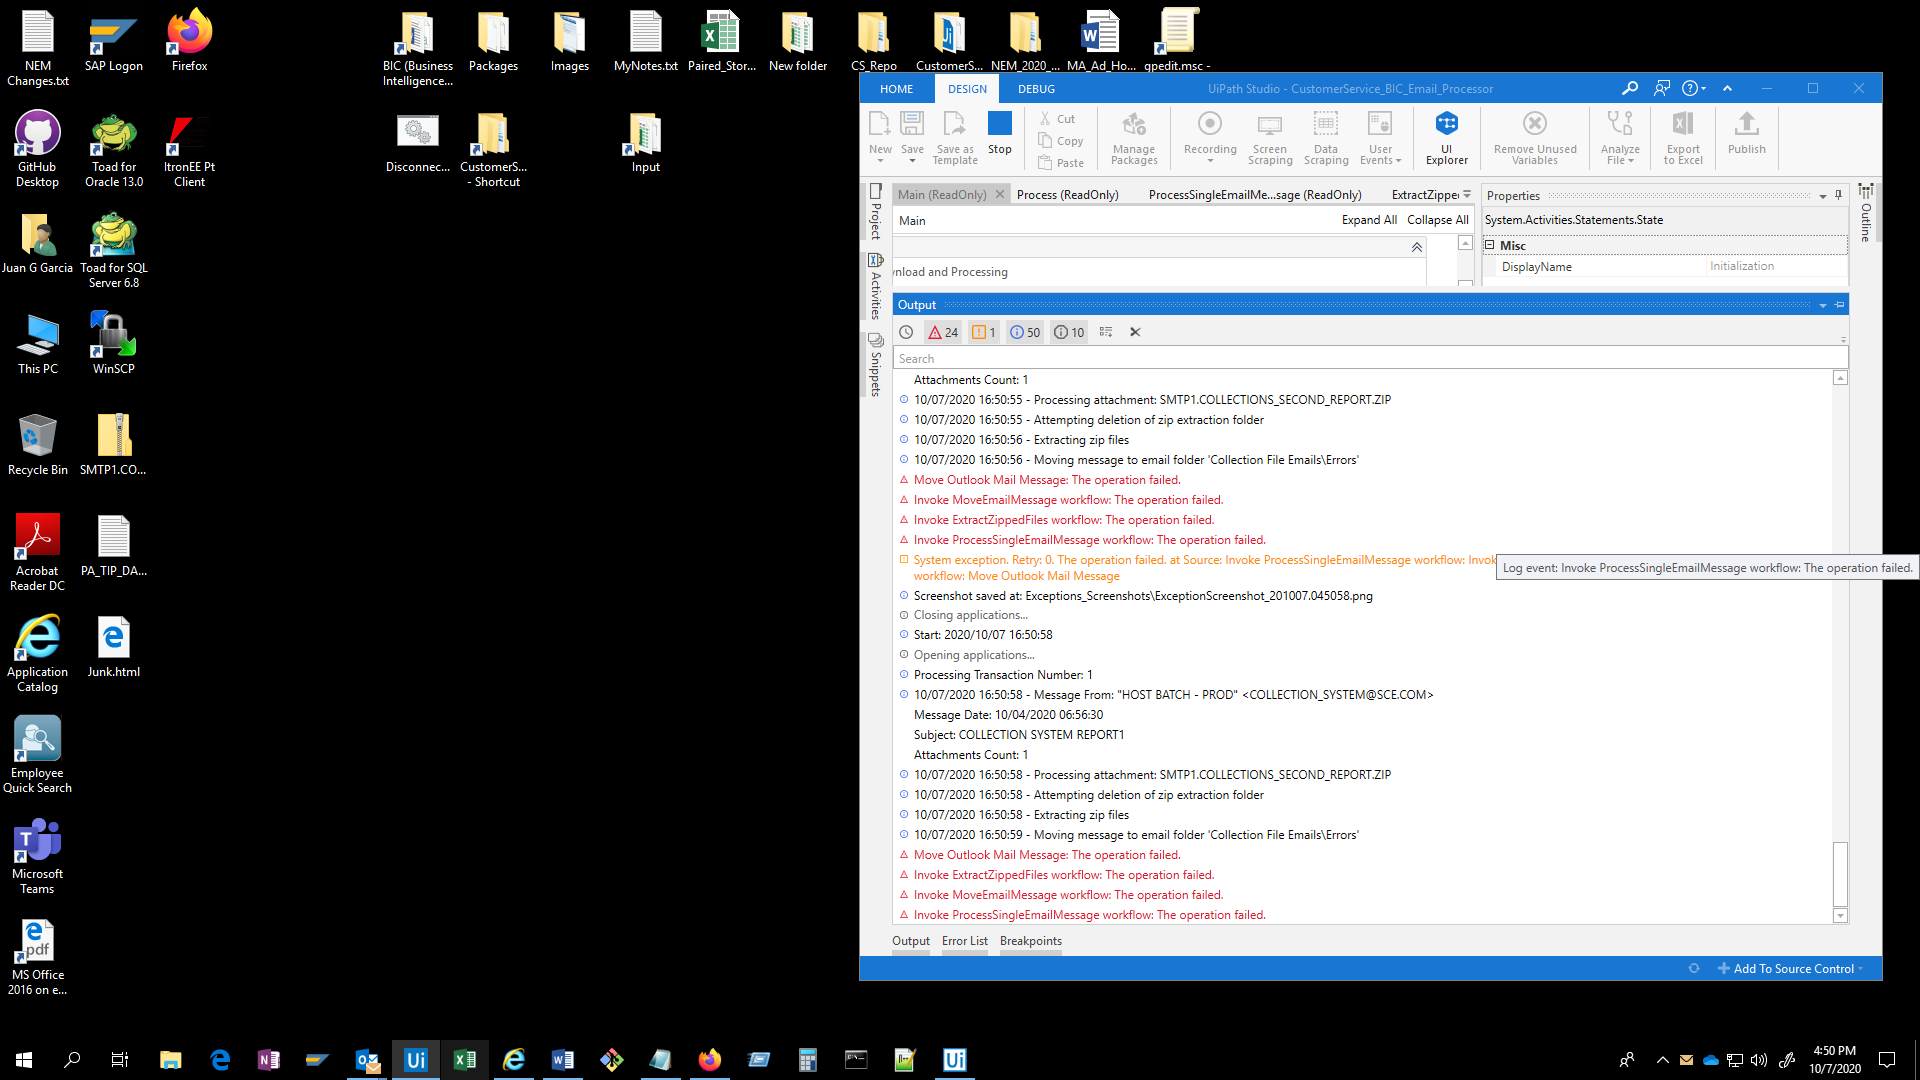 NEM
Changes.txt
SAP Logon
Firefox
BIC (Business
Intelligence...
Packages
Images
MyNotes.txt
Paired_Stor...
New folder
CS_Repo
CustomerS...
NEM_2020_...
MA_Ad_Ho...
gpedit.msc -
GitHub
Desktop
Toad for
Oracle 13.0
ItronEE Pt
Client
Disconnec...
CustomerS...
- Shortcut
Input
Juan G Garcia
Toad for SQL
Server 6.8
This PC
WinSCP
Recycle Bin
SMTP1.CO...
Acrobat
Reader DC
PA_TIP_DA...
Application
Catalog
Junk.html
Employee
Quick Search
Microsoft
Teams
MS Office
2016 on e...
HOME
DESIGN
DEBUG
UiPath Studio - CustomerService_BIC_Email_Processor
New
Save
Save as
Template
Stop
Cut
Copy
Paste
Manage
Packages
Recording
Screen
Scraping
Data
Scraping
User
Events
UI
Explorer
Remove Unused
Variables
Analyze
File
Export
to Excel
Publish
Project
Activities
Snippets
Main (ReadOnly)
Process (ReadOnly)
ProcessSingleEmailMe...sage (ReadOnly)
ExtractZippe
Main
Expand All
Collapse All
nload and Processing
Properties
System.Activities.Statements.State
Misc
DisplayName
Initialization
Outline
Output
24
1
50
10
Search
Attachments Count: 1
10/07/2020 16:50:55 - Processing attachment: SMTP1.COLLECTIONS_SECOND_REPORT.ZIP
10/07/2020 16:50:55 - Attempting deletion of zip extraction folder
10/07/2020 16:50:56 - Extracting zip files
10/07/2020 16:50:56 - Moving message to email folder 'Collection File Emails\Errors'
Move Outlook Mail Message: The operation failed.
Invoke MoveEmailMessage workflow: The operation failed.
Invoke ExtractZippedFiles workflow: The operation failed.
Invoke ProcessSingleEmailMessage workflow: The operation failed.
System exception. Retry: 0. The operation failed. at Source: Invoke ProcessSingleEmailMessage workflow: Invok
workflow: Move Outlook Mail Message
Log event: Invoke ProcessSingleEmailMessage workflow: The operation failed.
Screenshot saved at: Exceptions_Screenshots\ExceptionScreenshot_201007.045058.png
Closing applications...
Start: 2020/10/07 16:50:58
Opening applications...
Processing Transaction Number: 1
10/07/2020 16:50:58 - Message From: "HOST BATCH - PROD" <COLLECTION_SYSTEM@SCE.COM>
Message Date: 10/04/2020 06:56:30
Subject: COLLECTION SYSTEM REPORT1
Attachments Count: 1
10/07/2020 16:50:58 - Processing attachment: SMTP1.COLLECTIONS_SECOND_REPORT.ZIP
10/07/2020 16:50:58 - Attempting deletion of zip extraction folder
10/07/2020 16:50:58 - Extracting zip files
10/07/2020 16:50:59 - Moving message to email folder 'Collection File Emails\Errors'
Move Outlook Mail Message: The operation failed.
Invoke ExtractZippedFiles workflow: The operation failed.
Invoke MoveEmailMessage workflow: The operation failed.
Invoke ProcessSingleEmailMessage workflow: The operation failed.
Output
Error List
Breakpoints
Add To Source Control
4:50 PM
10/7/2020